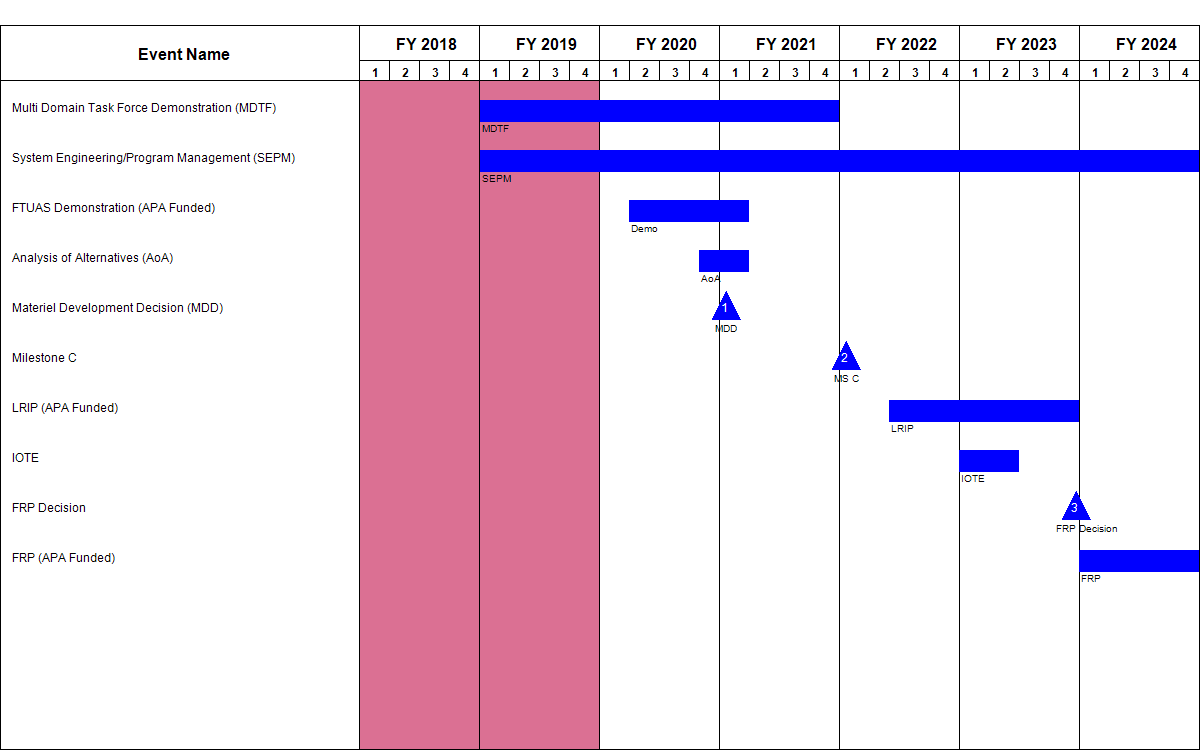 Event Name
FY 2018 FY 2019 FY 2020 FY 2021 FY 2022 FY 2023 FY 2024
1 2 3 4 1 2 3 4 1 2 3 4 1 2 3 4 1 2 3 4 1 2 3 4 1 2 3 4
Multi Domain Task Force Demonstration (MDTF)
MDTF
System Engineering/Program Management (SEPM)
SEPM
FTUAS Demonstration (APA Funded)
Demo
Analysis of Alternatives (AoA)
AoA
Materiel Development Decision (MDD)
1
MDD
Milestone C
2
MS C
LRIP (APA Funded)
LRIP
IOTE
IOTE
FRP Decision
3
FRP Decision
FRP (APA Funded)
FRP